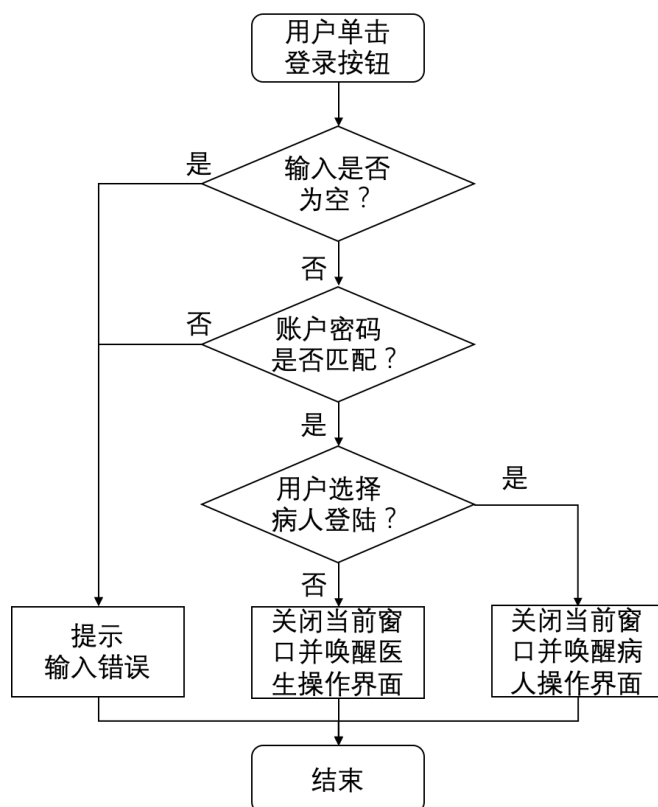 用户单击
登录按钮
是
输入是否
为空？
否
否
账户密码
是否匹配？
是
用户选择
病人登陆？
是
否
提示
输入错误
关闭当前窗
口并唤醒医
生操作界面
关闭当前窗
口并唤醒病
人操作界面
结束